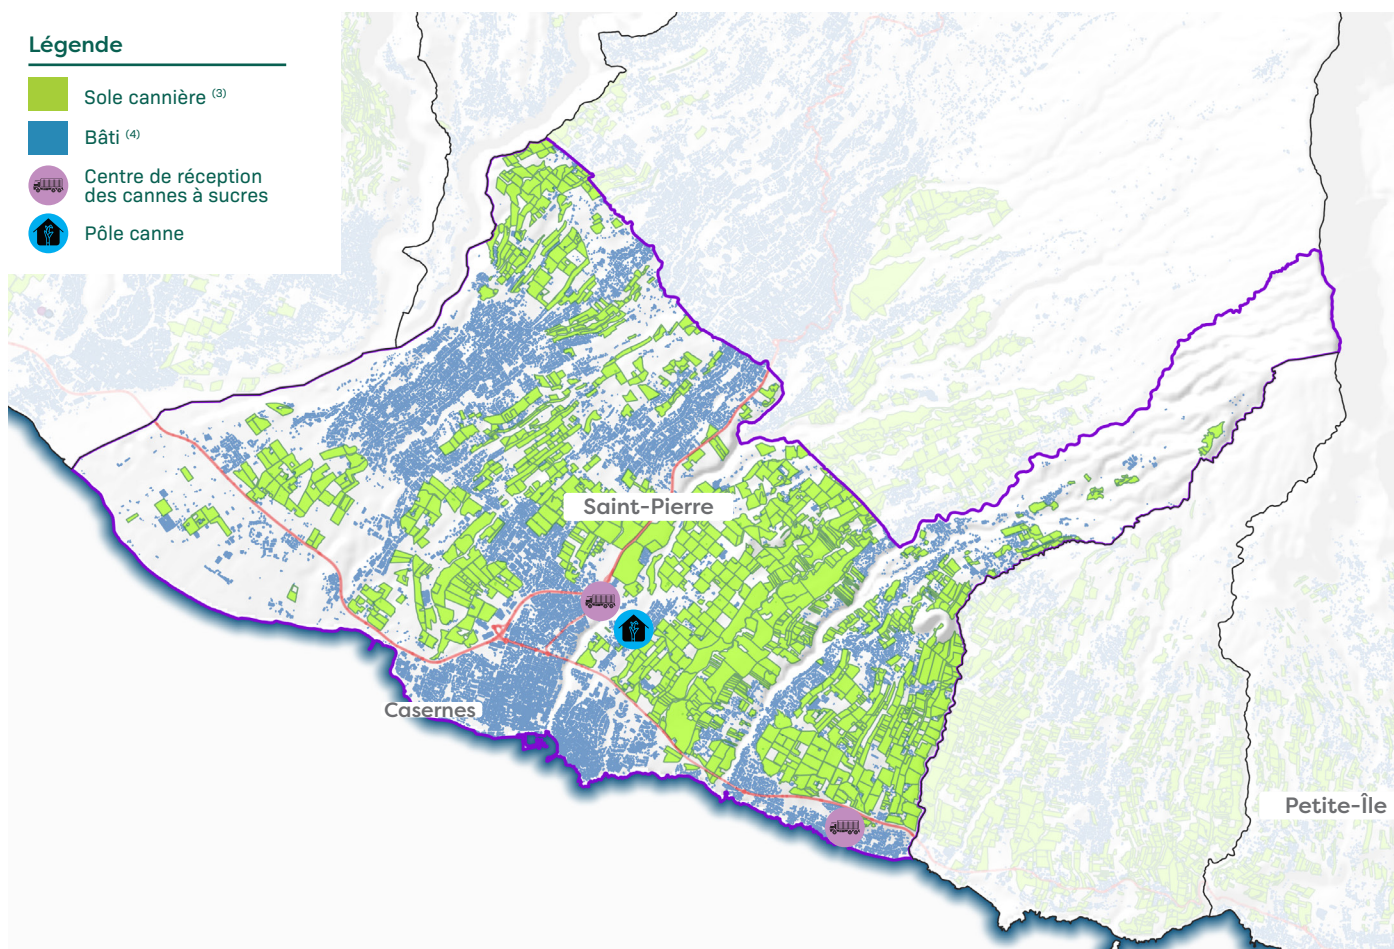 Légende
Sole cannière (3)
Bâti (4)
Centre de réception
des cannes à sucres
Pôle canne
Saint-Pierre
Casernes
Petite-Île